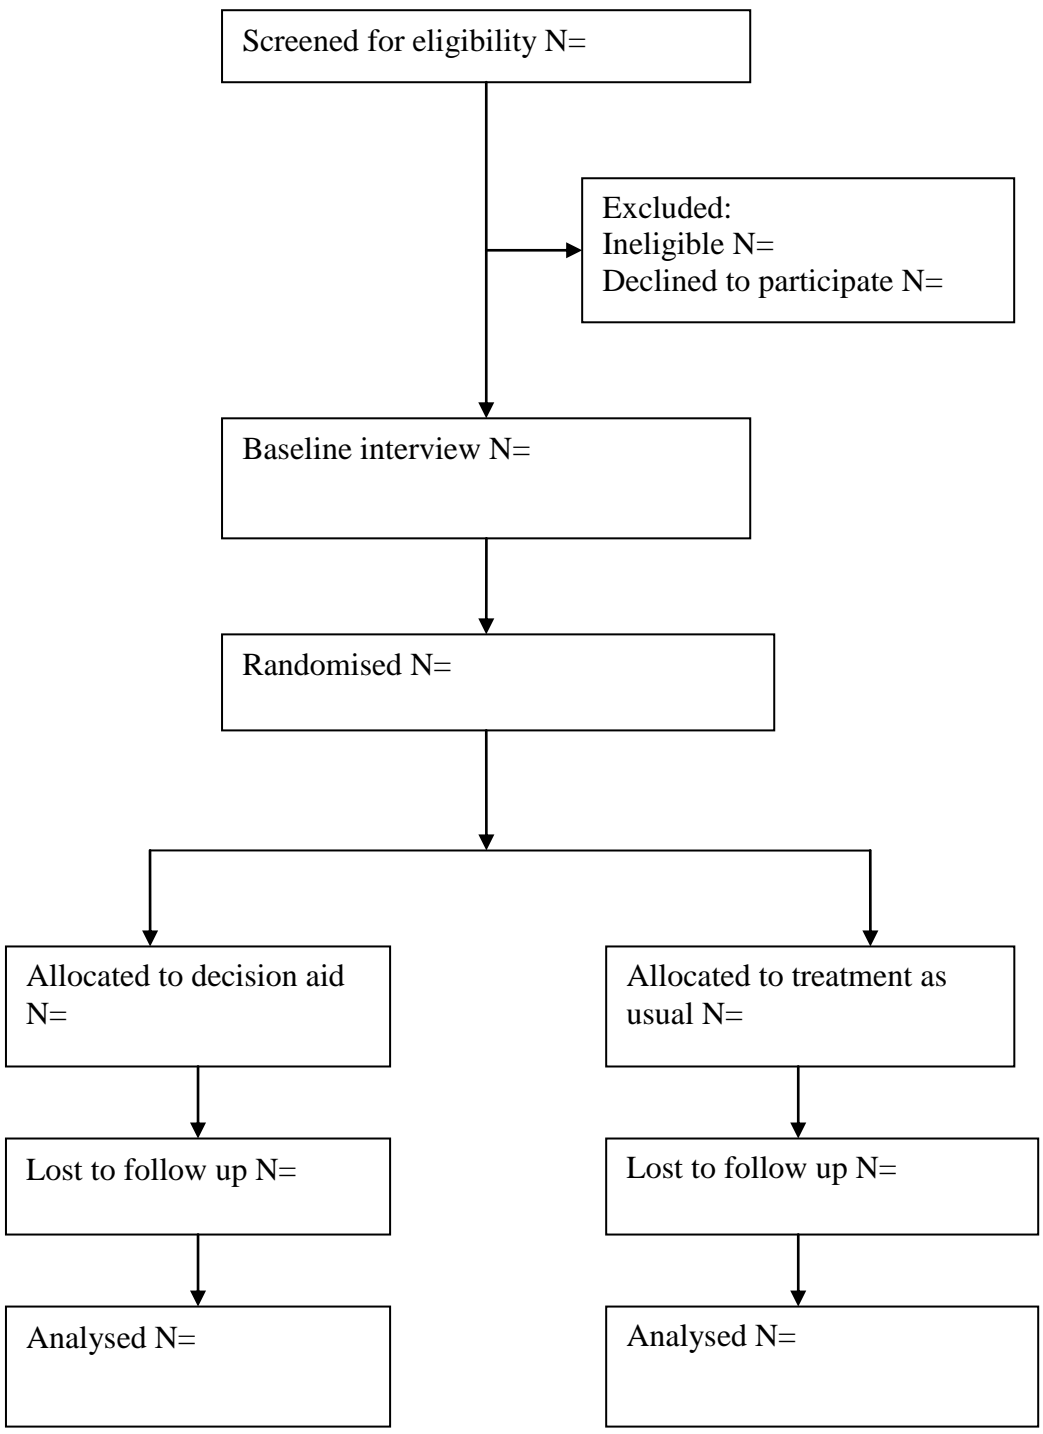 Screened for eligibility N=
Excluded:
Ineligible N=
Declined to participate N=
Baseline interview N=
Randomised N=
Allocated to decision aid
N=
Allocated to treatment as
usual N=
Lost to follow up N=
Lost to follow up N=
Analysed N=
Analysed N=